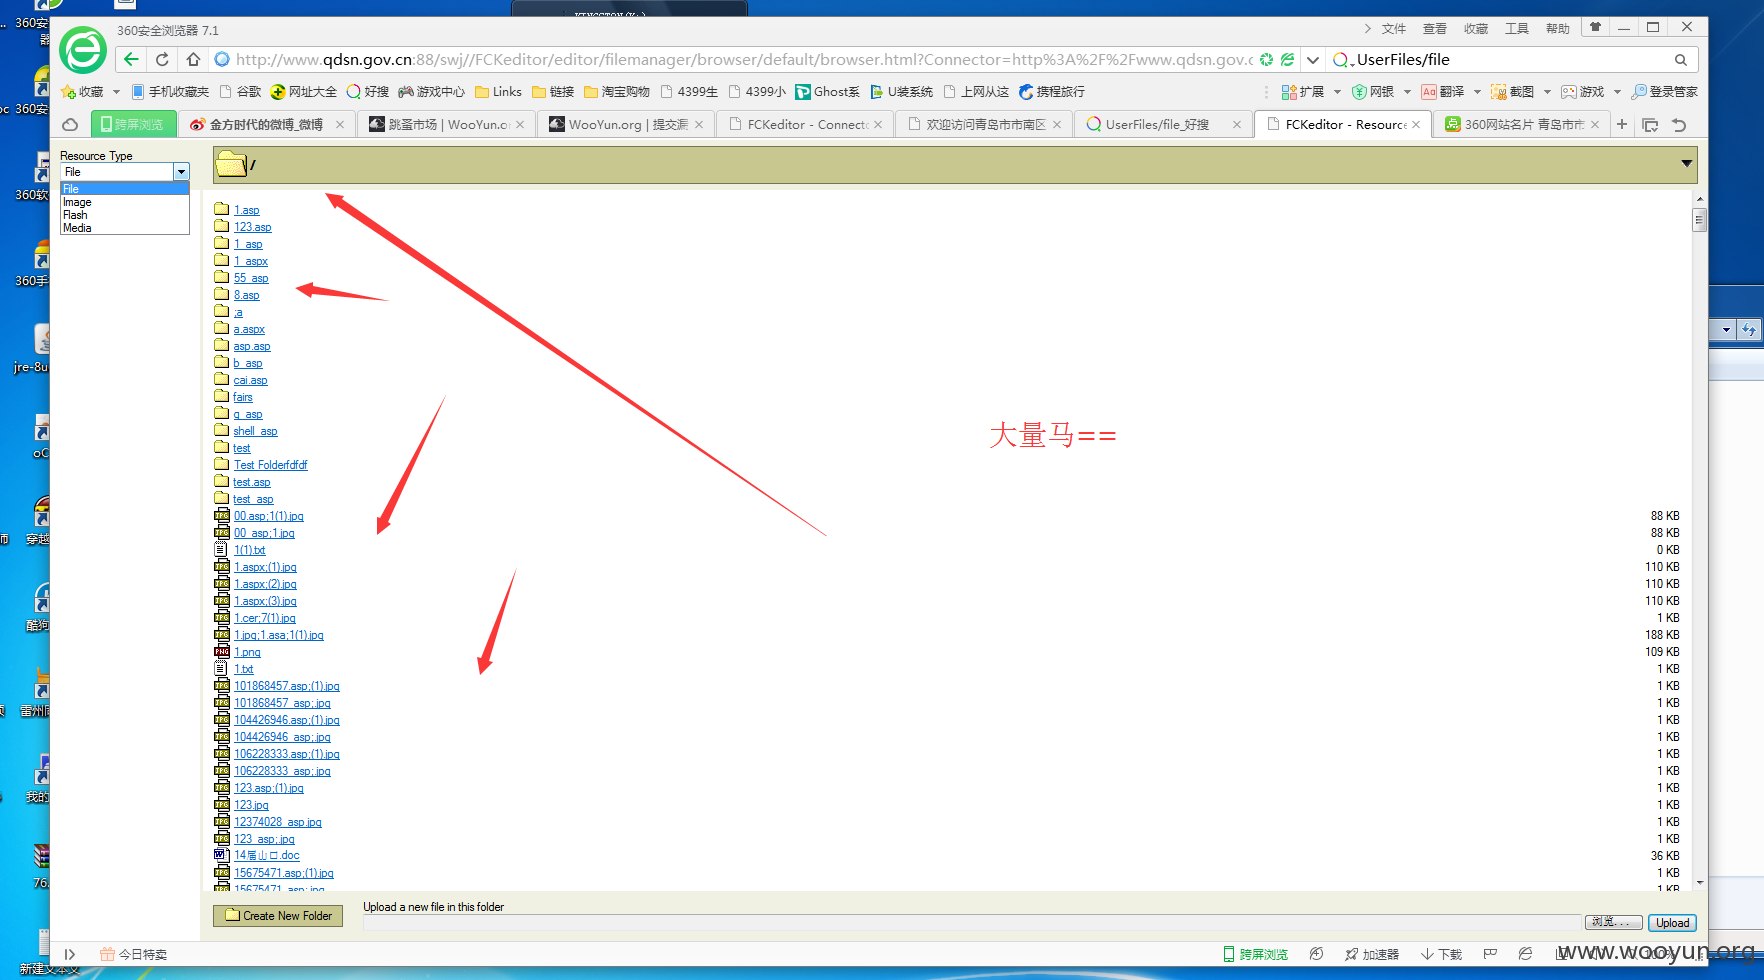 KINGSTON (K:)
360安全浏览器 7.1
文件 查看 收藏 工具 帮助
http://www.qdsn.gov.cn:88/swj//FCKeditor/editor/filemanager/browser/default/browser.html?Connector=http%3A%2F%2Fwww.qdsn.gov.c
UserFiles/file
收藏 手机收藏夹 谷歌 网址大全 好搜 游戏中心 Links 链接 淘宝购物 4399生 4399小 Ghost系 U装系统 上网从这 携程旅行 扩展 网银 翻译 截图 游戏 登录管家
跨屏浏览 金方时代的微博_微博 跳蚤市场 | WooYun.o WooYun.org | 提交漏 FCKeditor - Connecto 欢迎访问青岛市市南区 UserFiles/file_好搜 FCKeditor - Resource 360网站名片 青岛市市
Resource Type
File
File
Image
Flash
Media
/
1.asp
123.asp
1_asp
1_aspx
55_asp
8.asp
;a
a.aspx
asp.asp
b_asp
cai.asp
fairs
g_asp
shell_asp
test
Test Folderfdfdf
test.asp
test_asp
大量马==
00.asp;1(1).jpg 88 KB
00_asp;1.jpg 88 KB
1(1).txt 0 KB
1.aspx;(1).jpg 110 KB
1.aspx;(2).jpg 110 KB
1.aspx;(3).jpg 110 KB
1.cer;7(1).jpg 1 KB
1.jpg;1.asa;1(1).jpg 188 KB
1.png 109 KB
1.txt 1 KB
101868457.asp;(1).jpg 1 KB
101868457_asp;.jpg 1 KB
104426946.asp;(1).jpg 1 KB
104426946_asp;.jpg 1 KB
106228333.asp;(1).jpg 1 KB
106228333_asp;.jpg 1 KB
123.asp;(1).jpg 1 KB
123.jpg 1 KB
12374028_asp.jpg 1 KB
123_asp;.jpg 1 KB
14届山口.doc 36 KB
15675471.asp;(1).jpg 1 KB
15675471_asp;.jpg 1 KB
Create New Folder
Upload a new file in this folder
浏览... Upload
今日特卖
跨屏浏览 加速器 下载
www.wooyun.org